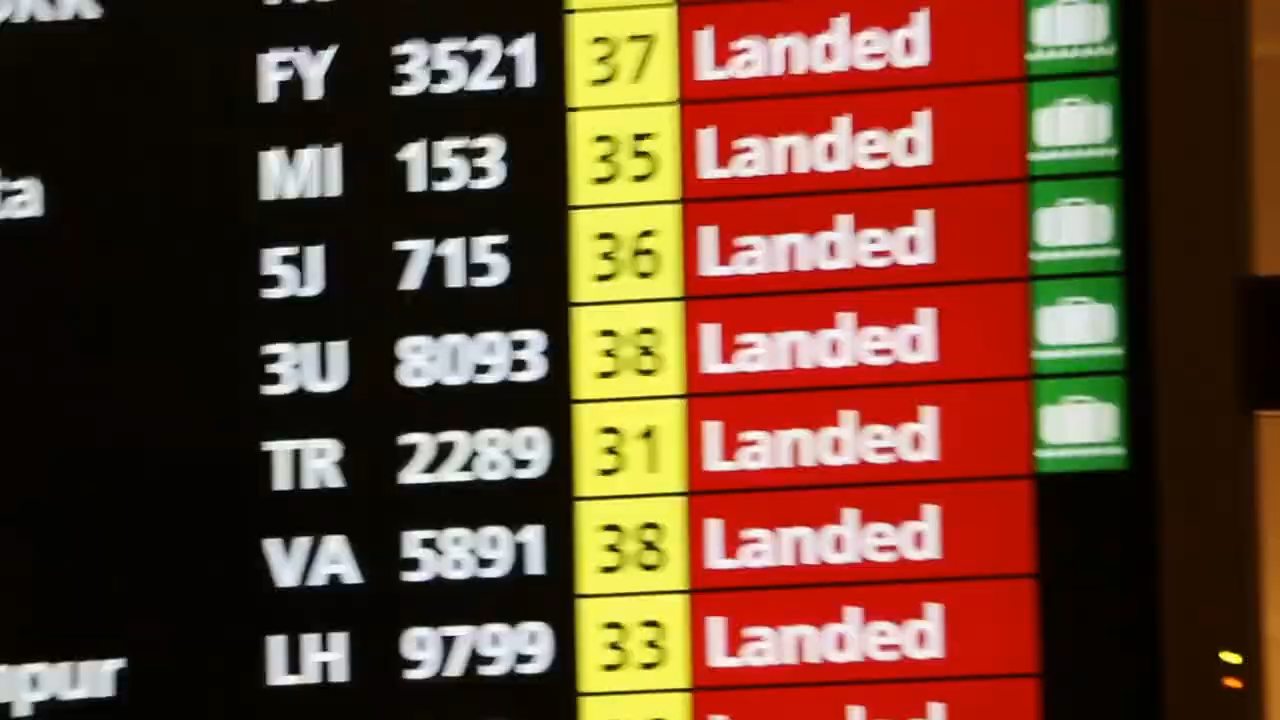 FY 3521 37 Landed
MI 153 35 Landed
5J 715 36 Landed
3U 8093 38 Landed
TR 2289 31 Landed
VA 5891 38 Landed
LH 9799 33 Landed
Landed